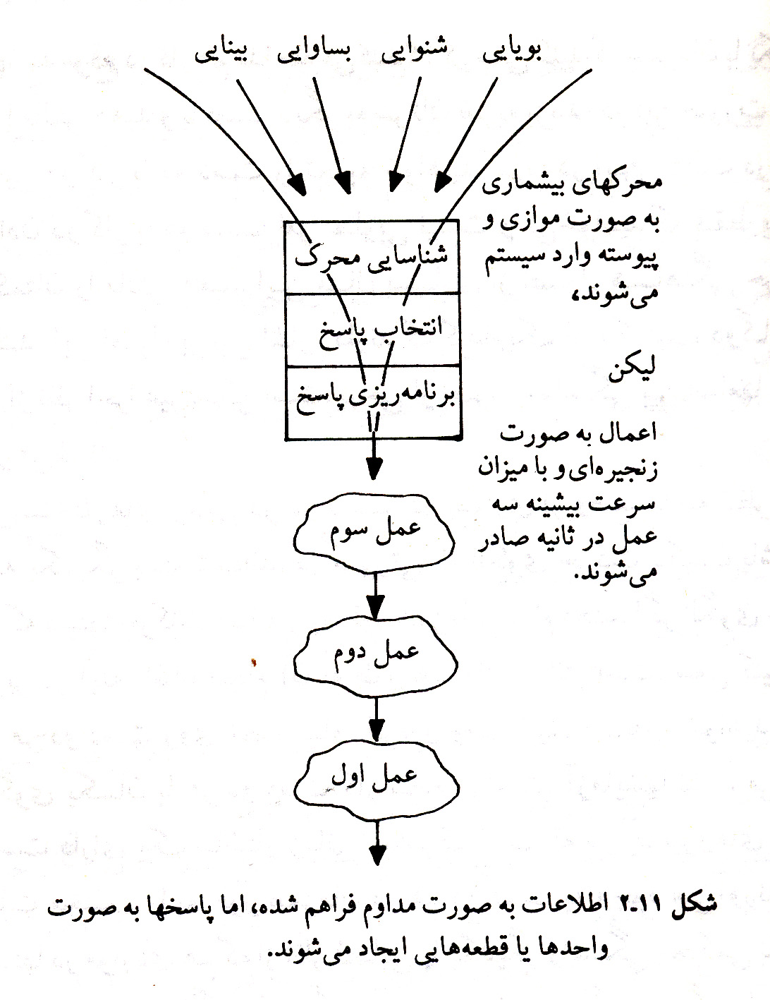 بویایی شنوایی بساوایی بینایی
محرکهای بیشماری
به صورت موازی و
پیوسته وارد سیستم
می‌شوند،
شناسایی محرک
انتخاب پاسخ
برنامه‌ریزی پاسخ
لیکن
اعمال به صورت
زنجیره‌ای و با میزان
سرعت بیشینه سه
عمل در ثانیه صادر
می‌شوند.
عمل سوم
عمل دوم
عمل اول
شکل ۱۱ـ۲ اطلاعات به صورت مداوم فراهم شده، اما پاسخها به صورت
واحدها یا قطعه‌هایی ایجاد می‌شوند.